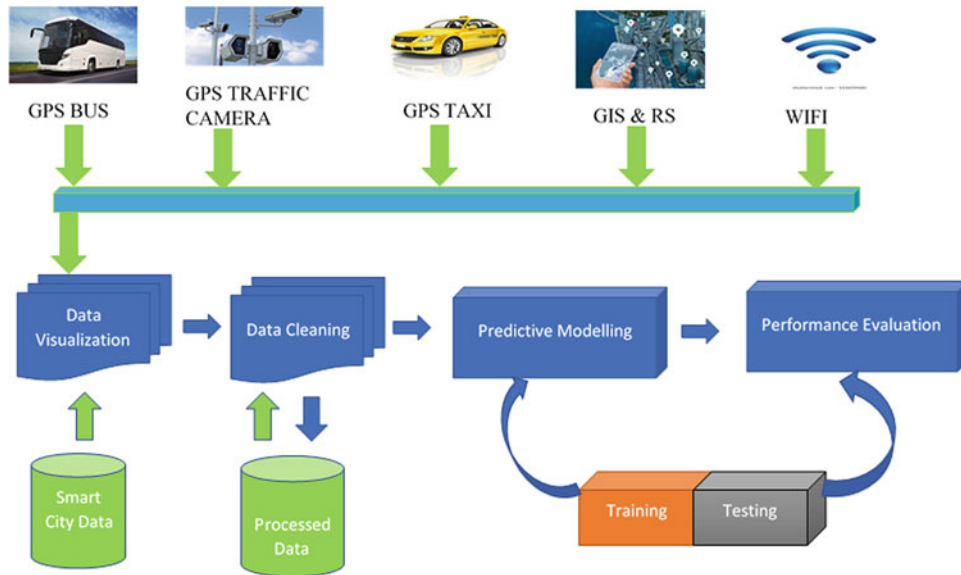 GPS BUS
GPS TRAFFIC
CAMERA
GPS TAXI
GIS & RS
WIFI
Data
Visualization
Data Cleaning
Predictive Modelling
Performance Evaluation
Smart
City Data
Processed
Data
Training
Testing